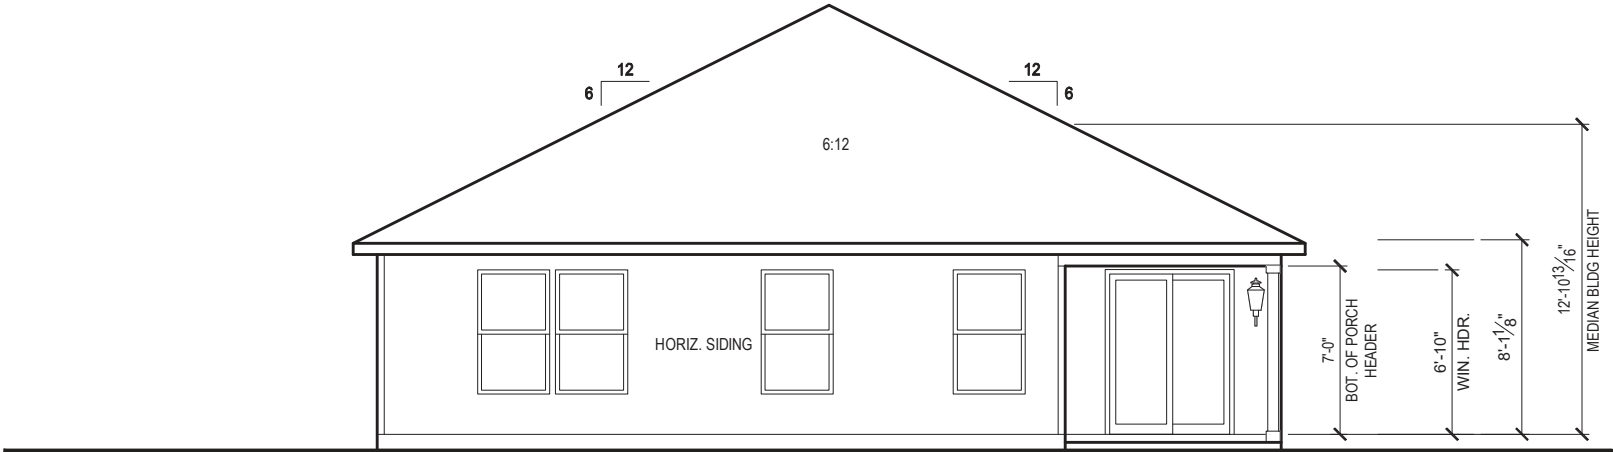 12
6
12
6
6:12
HORIZ. SIDING
7'-0"
BOT. OF PORCH
HEADER
6'-10"
WIN. HDR.
8'-1 1/8"
12'-10 13/16"
MEDIAN BLDG HEIGHT